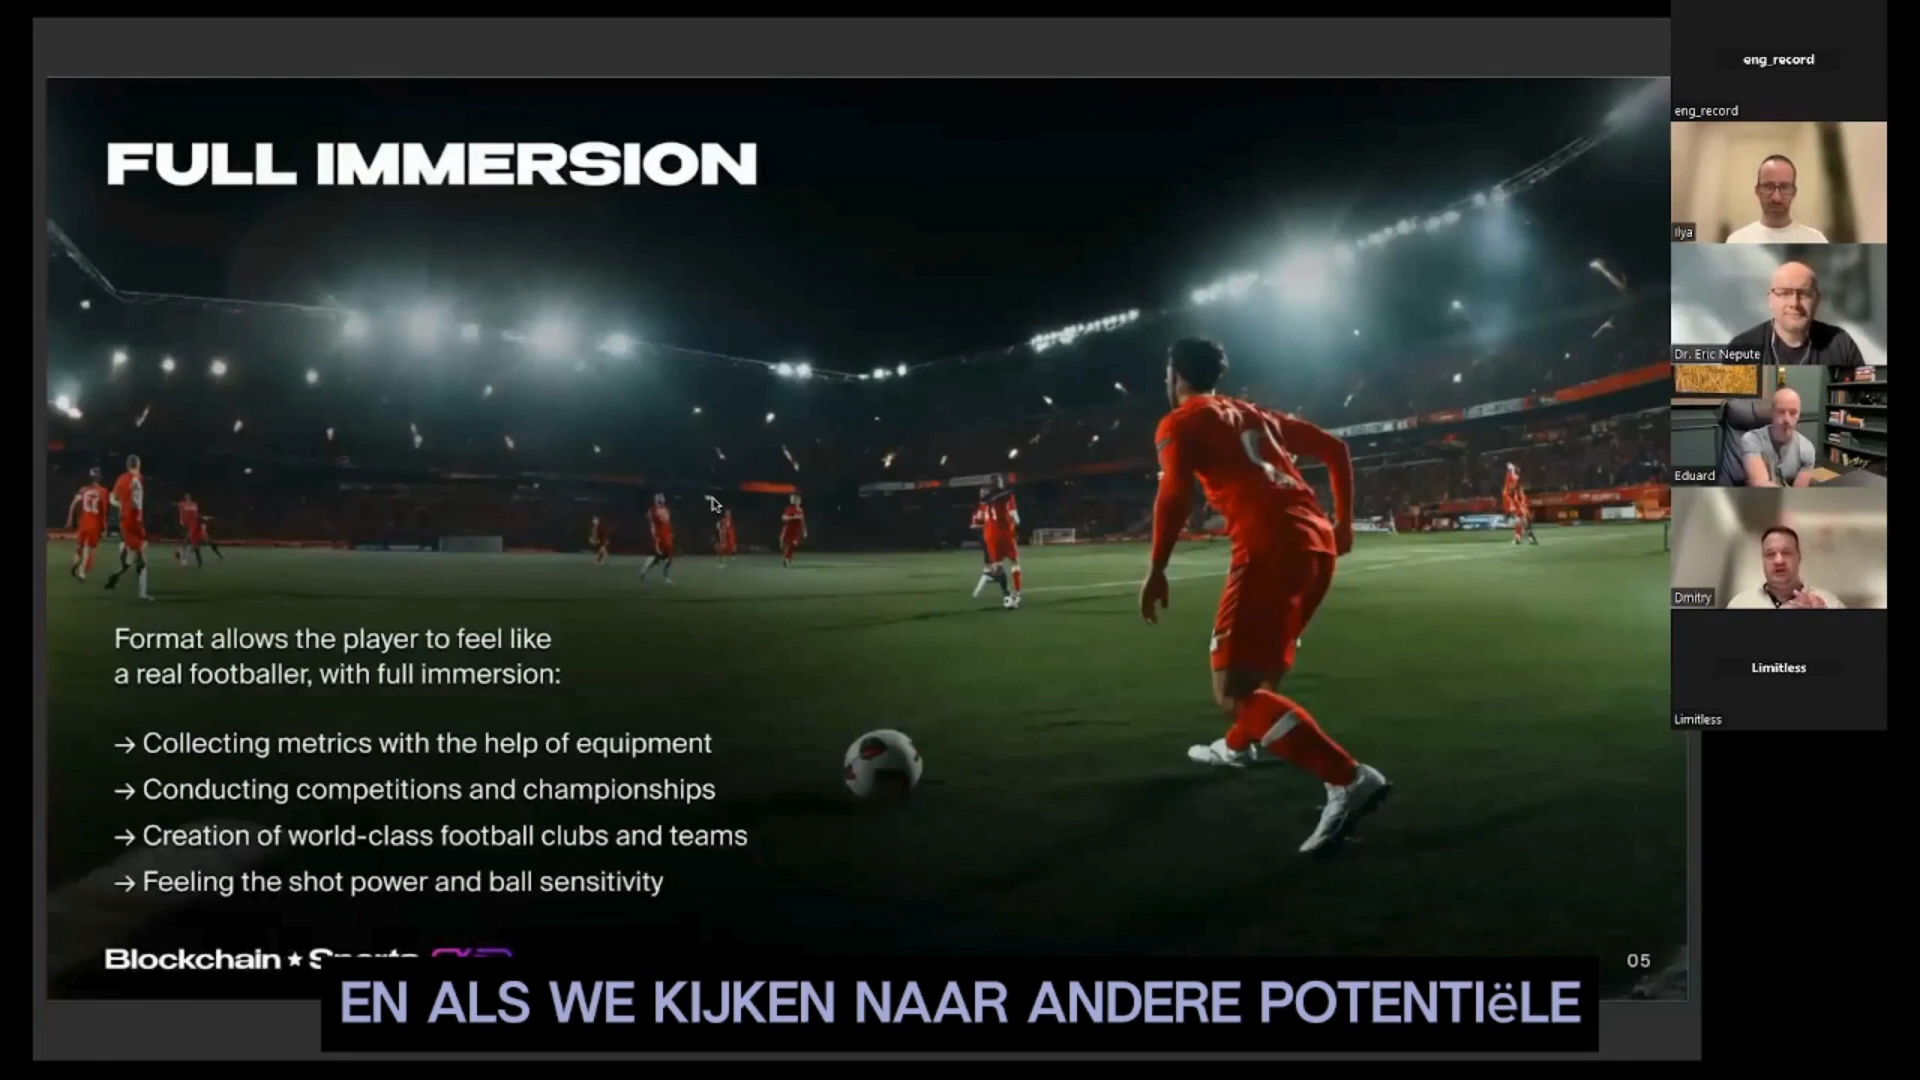 FULL IMMERSION
Format allows the player to feel like
a real footballer, with full immersion:
→ Collecting metrics with the help of equipment
→ Conducting competitions and championships
→ Creation of world-class football clubs and teams
→ Feeling the shot power and ball sensitivity
Blockchain ★ Sports
05
EN ALS WE KIJKEN NAAR ANDERE POTENTIëLE
eng_record
eng_record
Ilya
Dr. Eric Nepute
Eduard
Dmitry
Limitless
Limitless